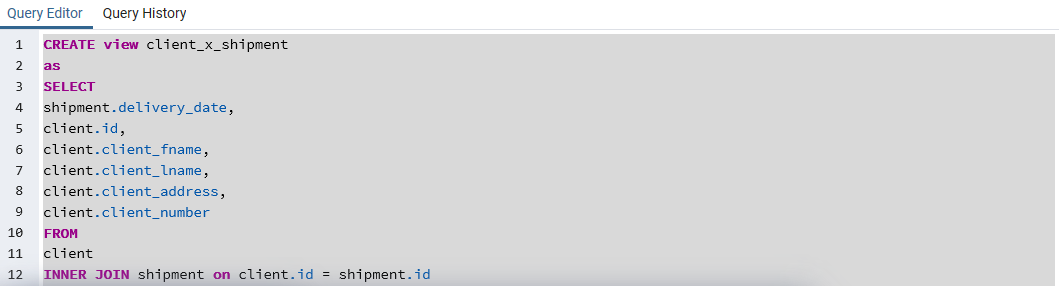 Query Editor Query History
1 CREATE view client_x_shipment
2 as
3 SELECT
4 shipment.delivery_date,
5 client.id,
6 client.client_fname,
7 client.client_lname,
8 client.client_address,
9 client.client_number
10 FROM
11 client
12 INNER JOIN shipment on client.id = shipment.id